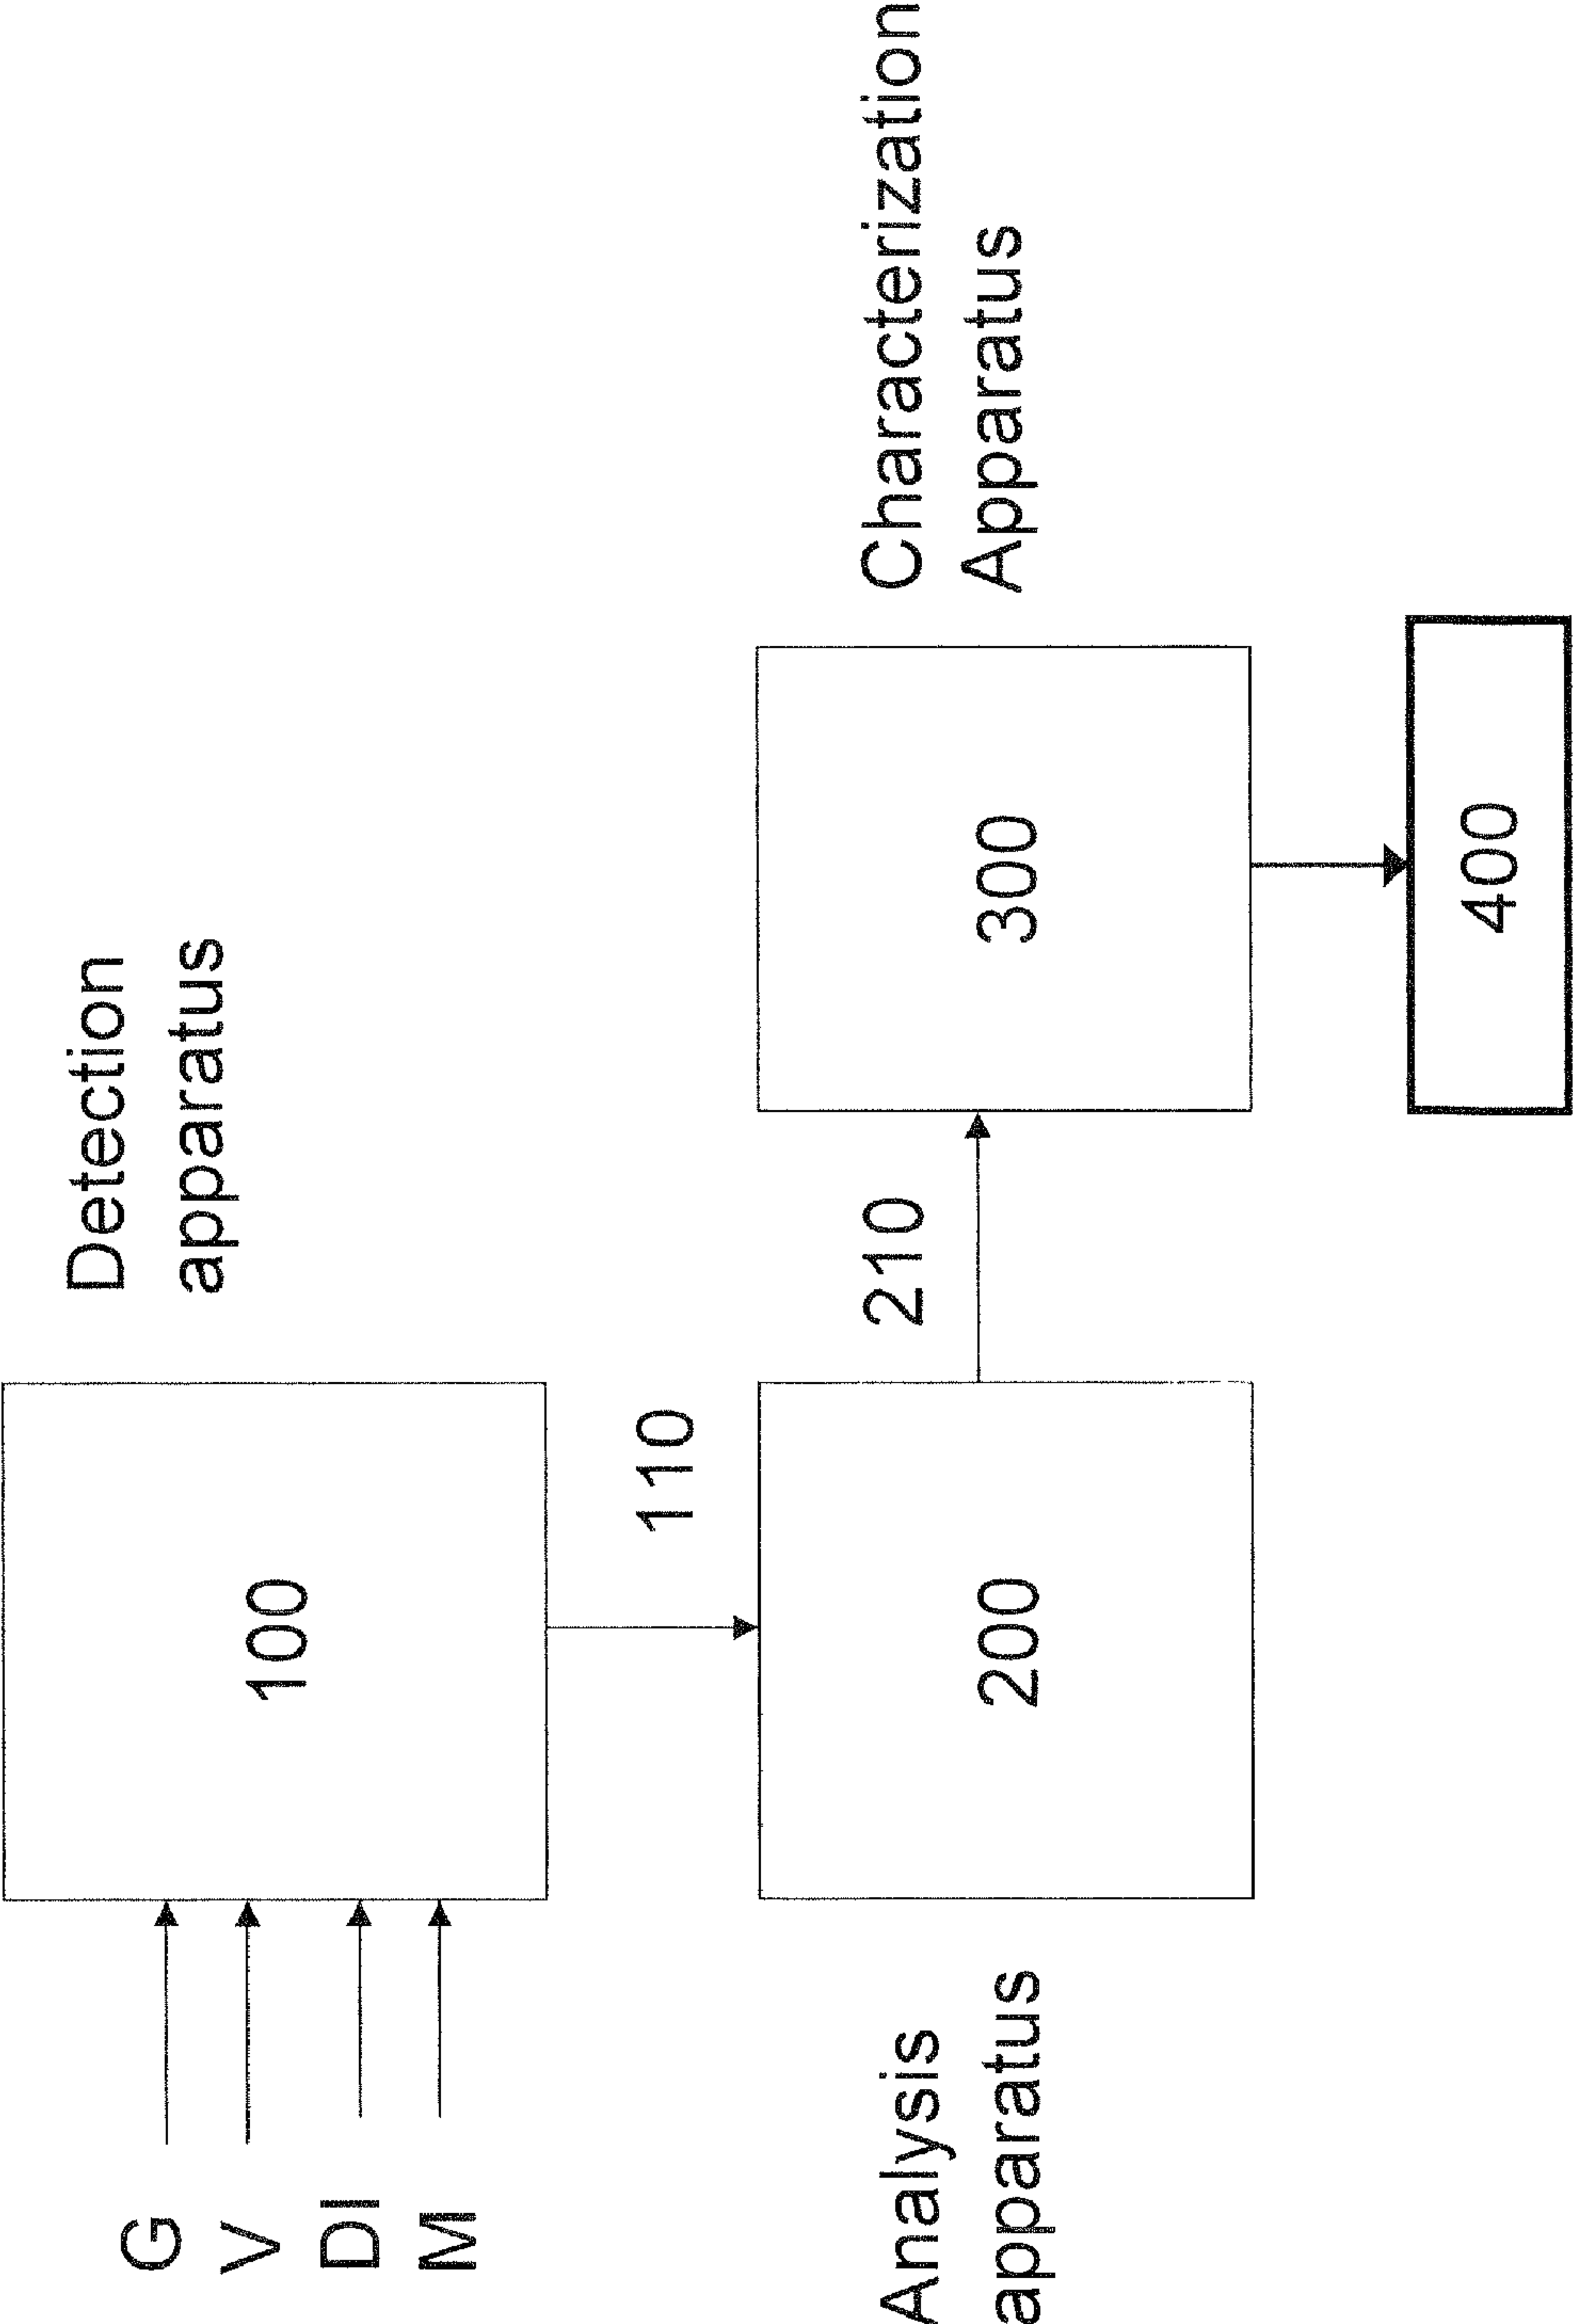 G
V
DI
M
100
Detection
apparatus
110
Analysis
apparatus
200
210
300
Characterization
Apparatus
400